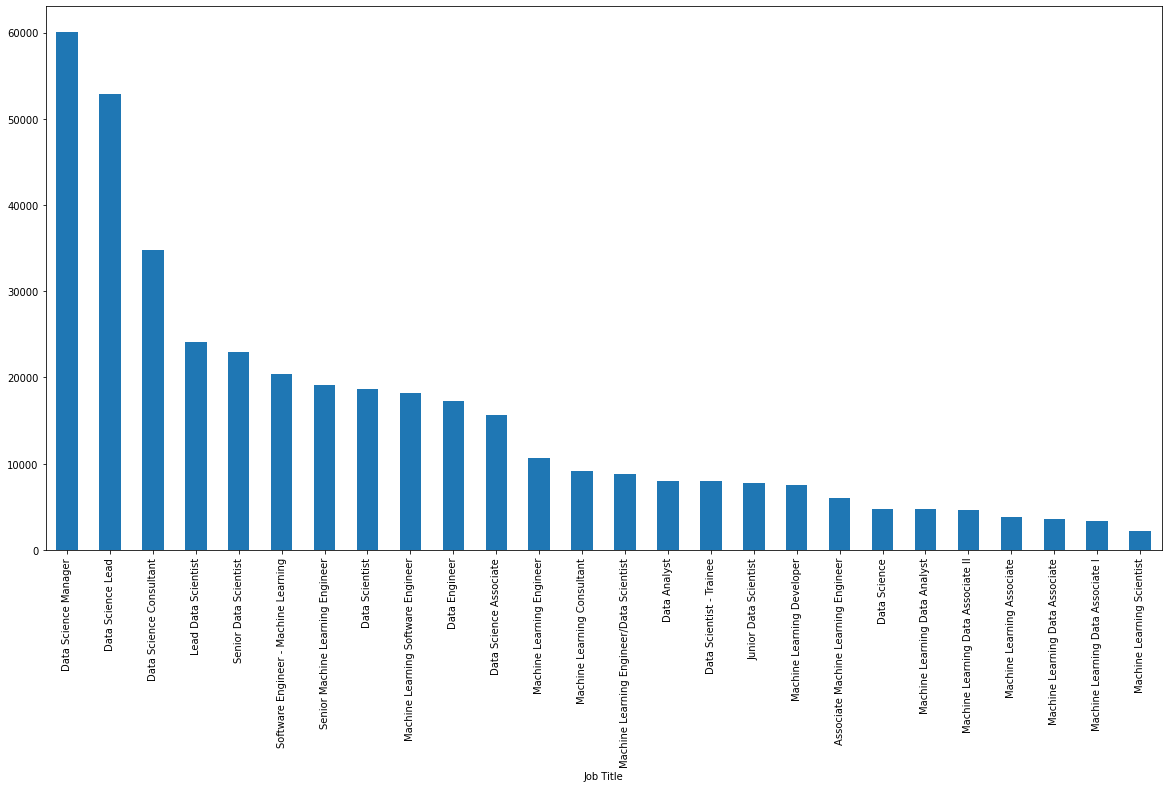 60000
50000
40000
30000
20000
10000
0
Data Science Manager
Data Science Lead
Data Science Consultant
Lead Data Scientist
Senior Data Scientist
Software Engineer - Machine Learning
Senior Machine Learning Engineer
Data Scientist
Machine Learning Software Engineer
Data Engineer
Data Science Associate
Machine Learning Engineer
Machine Learning Consultant
Machine Learning Engineer/Data Scientist
Data Analyst
Data Scientist - Trainee
Junior Data Scientist
Machine Learning Developer
Associate Machine Learning Engineer
Data Science
Machine Learning Data Analyst
Machine Learning Data Associate II
Machine Learning Associate
Machine Learning Data Associate
Machine Learning Data Associate I
Machine Learning Scientist
Job Title